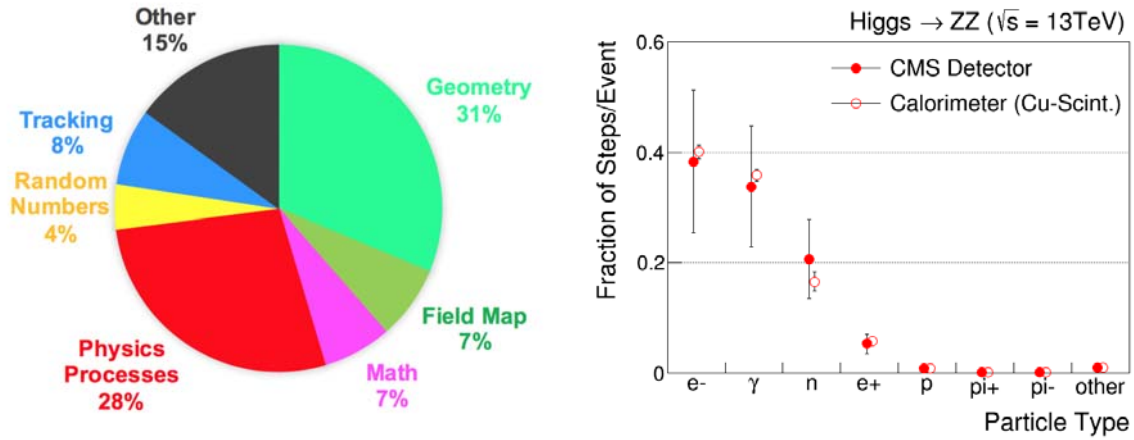 Other
15%
Geometry
31%
Tracking
8%
Random
Numbers
4%
Field Map
7%
Physics
Processes
28%
Math
7%
Higgs → ZZ (√s = 13TeV)
CMS Detector
Calorimeter (Cu-Scint.)
Fraction of Steps/Event
0.6
0.4
0.2
0
e- γ n e+ p pi+ pi- other
Particle Type